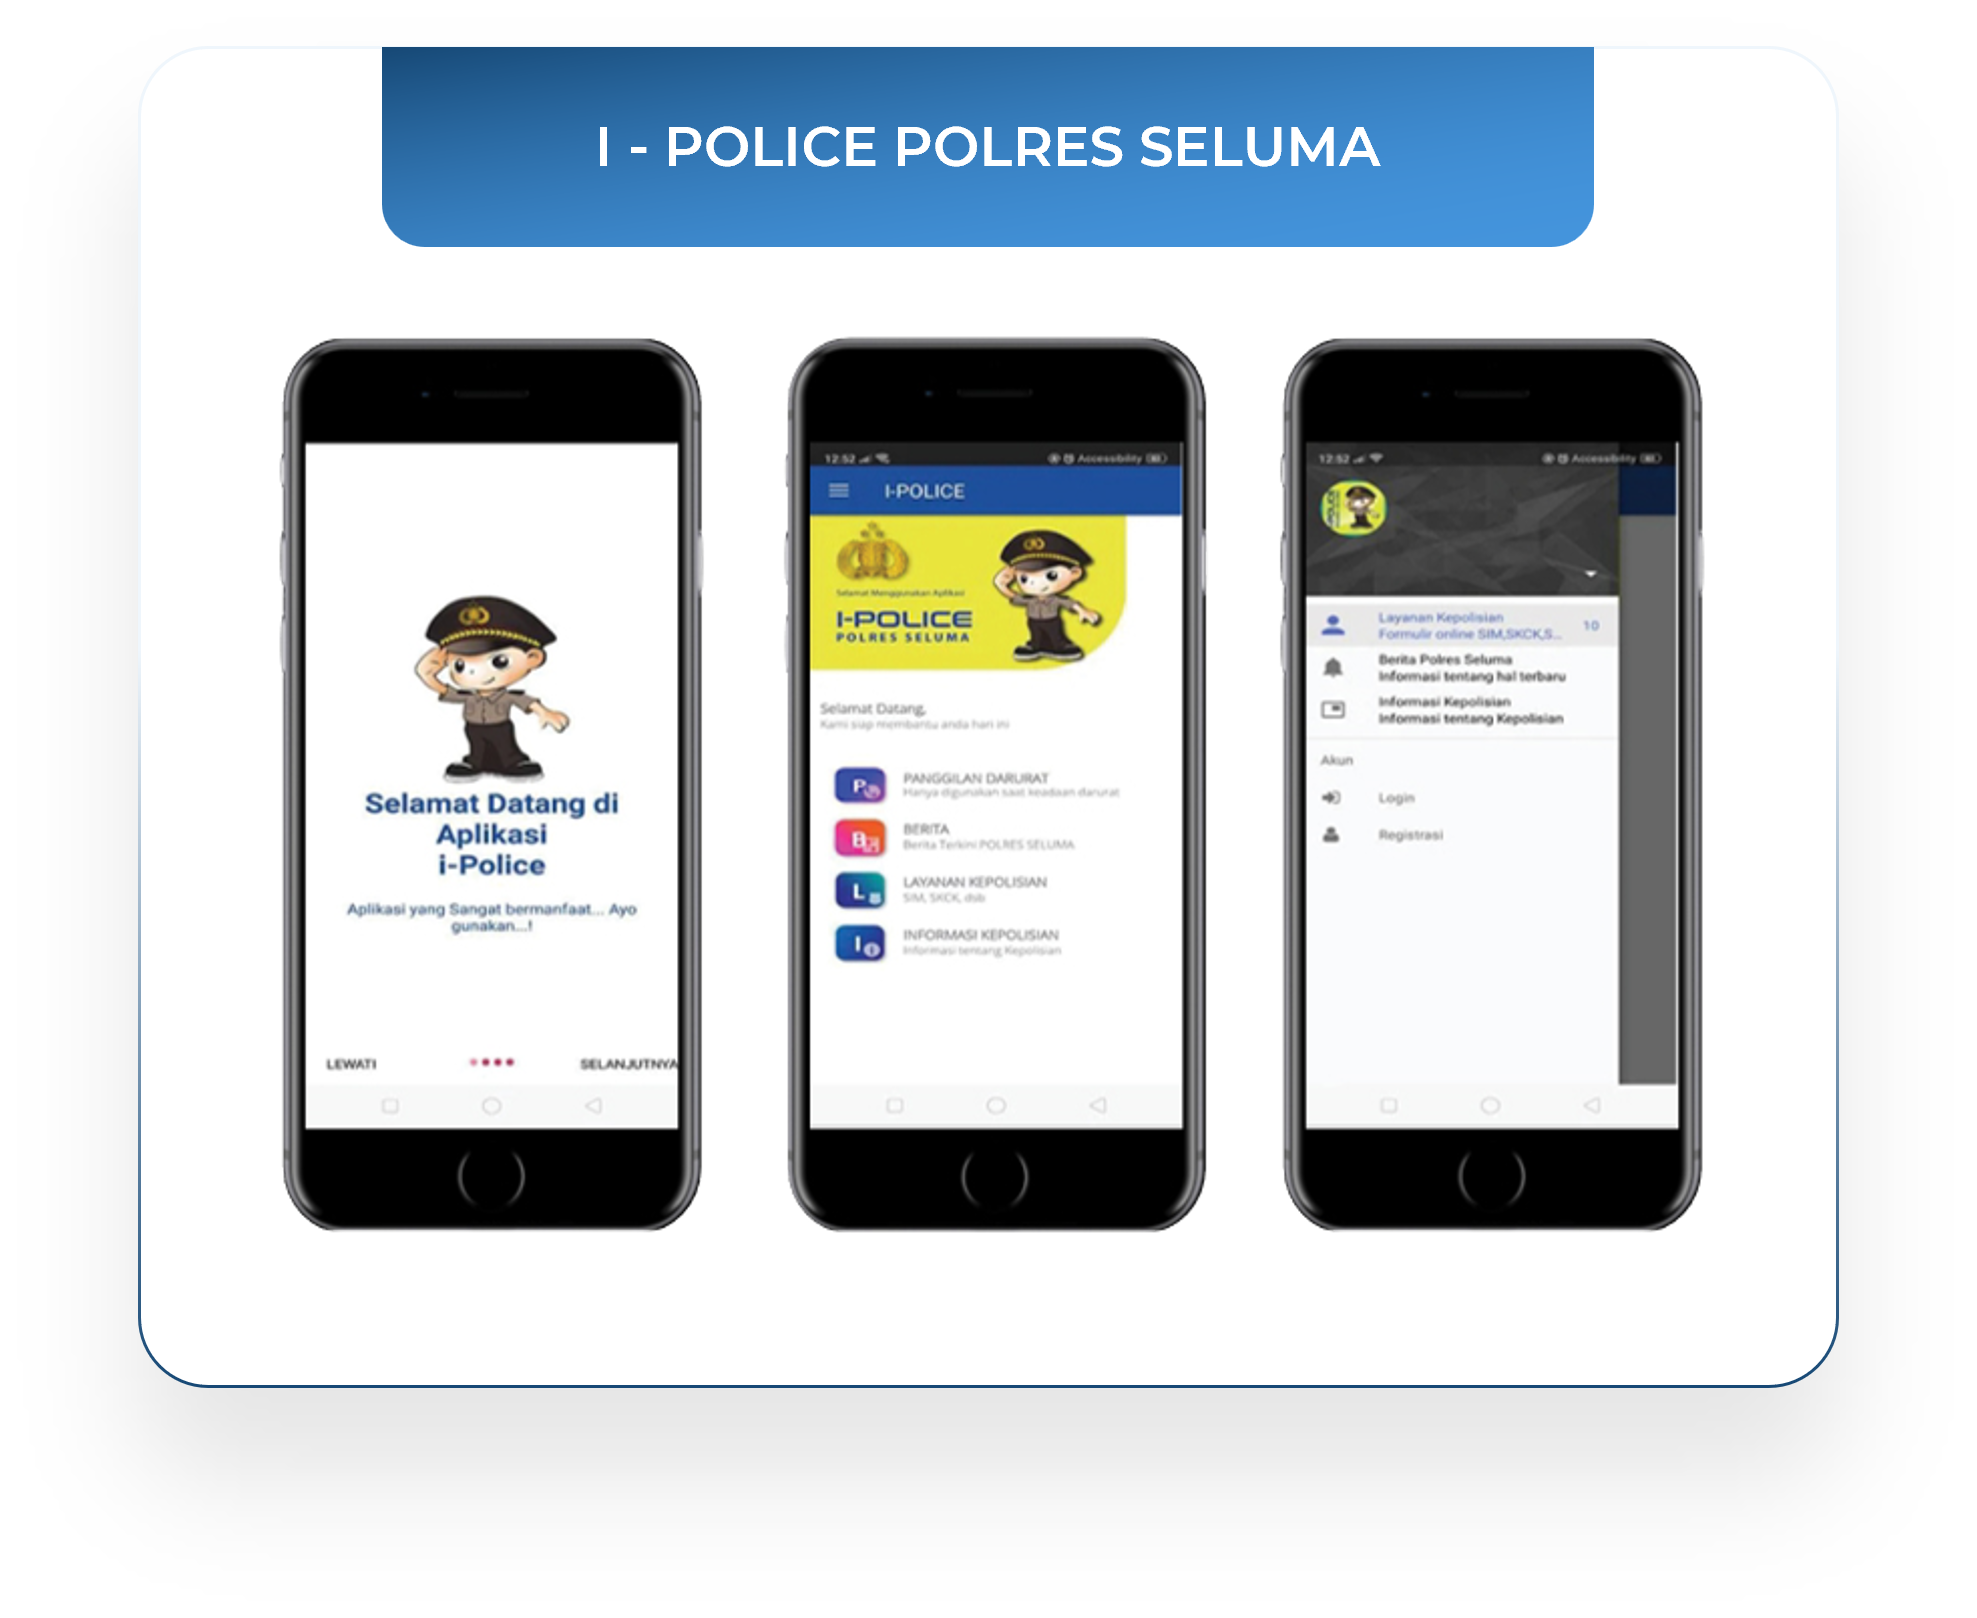 I - POLICE POLRES SELUMA
Selamat Datang di
Aplikasi
i-Police
Aplikasi yang Sangat bermanfaat... Ayo
gunakan...!
LEWATI
SELANJUTNYA
12:52
Accessibility
I-POLICE
Selamat Menggunakan Aplikasi
I-POLICE
POLRES SELUMA
Selamat Datang,
Kami siap membantu anda hari ini
P
PANGGILAN DARURAT
Hanya digunakan saat keadaan darurat
B
BERITA
Berita Terkini POLRES SELUMA
L
LAYANAN KEPOLISIAN
SIM, SKCK, dsb
I
INFORMASI KEPOLISIAN
Informasi tentang Kepolisian
12:52
Accessibility
Layanan Kepolisian
Formulir online SIM,SKCK,S...
10
Berita Polres Seluma
Informasi tentang hal terbaru
Informasi Kepolisian
Informasi tentang Kepolisian
Akun
Login
Registrasi